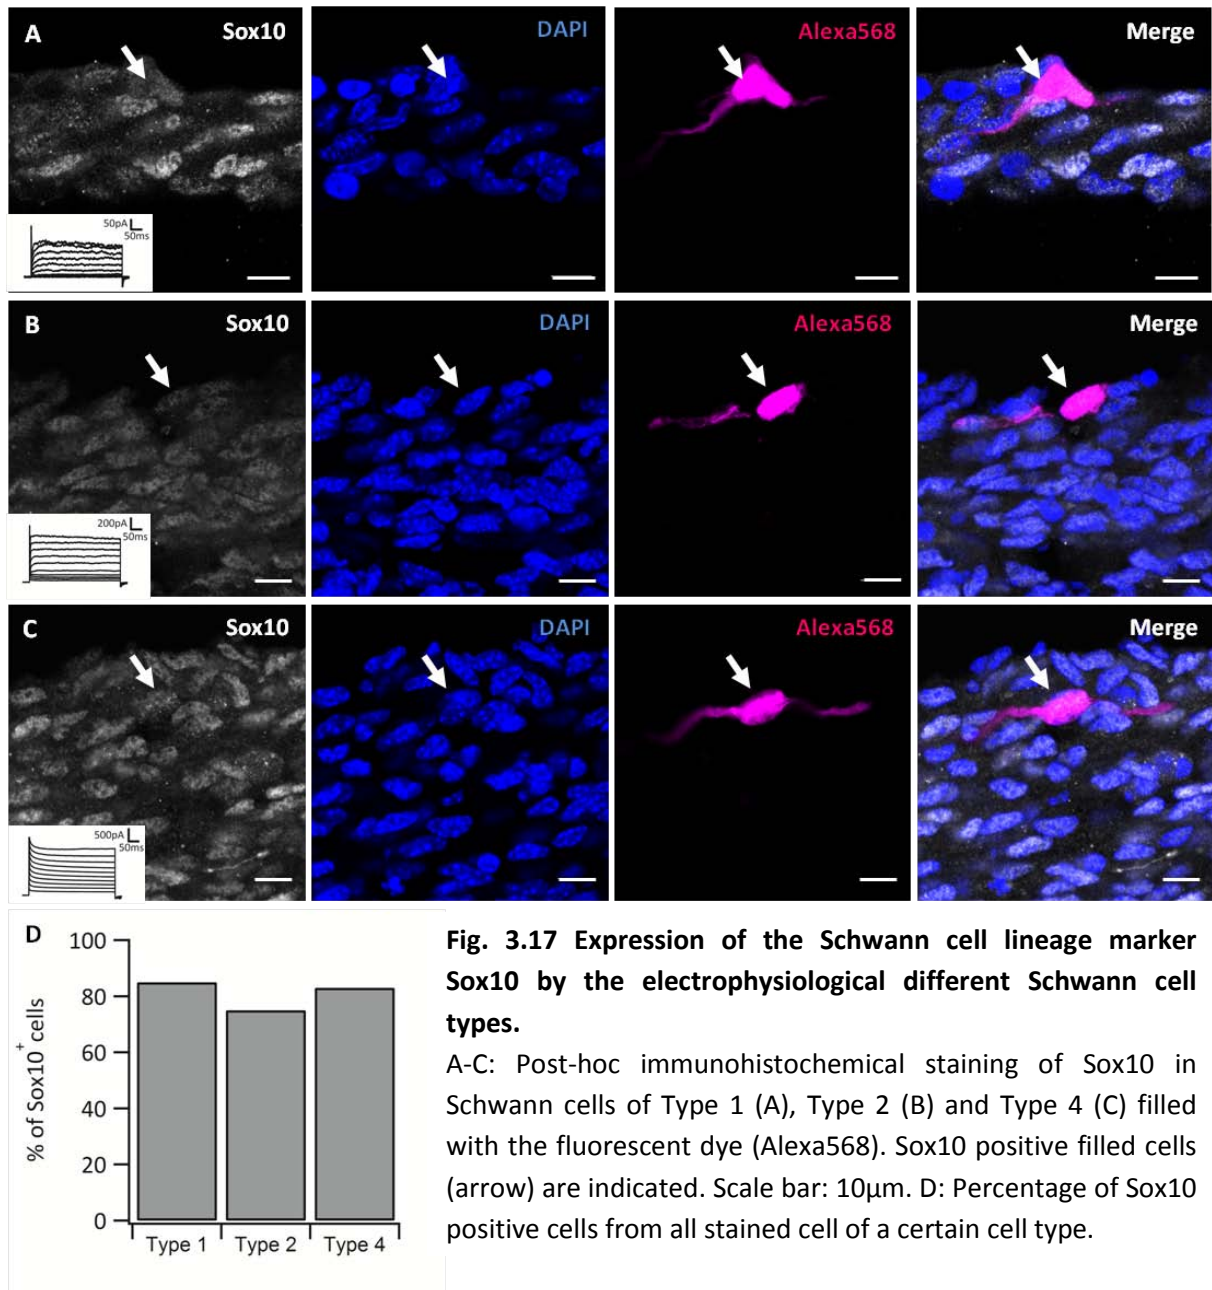 A Sox10 DAPI Alexa568 Merge
50pA
50ms
B Sox10 DAPI Alexa568 Merge
200pA
50ms
C Sox10 DAPI Alexa568 Merge
500pA
50ms
D
% of Sox10+ cells
100
80
60
40
20
0
Type 1 Type 2 Type 4
Fig. 3.17 Expression of the Schwann cell lineage marker
Sox10 by the electrophysiological different Schwann cell
types.
A-C: Post-hoc immunohistochemical staining of Sox10 in
Schwann cells of Type 1 (A), Type 2 (B) and Type 4 (C) filled
with the fluorescent dye (Alexa568). Sox10 positive filled cells
(arrow) are indicated. Scale bar: 10µm. D: Percentage of Sox10
positive cells from all stained cell of a certain cell type.